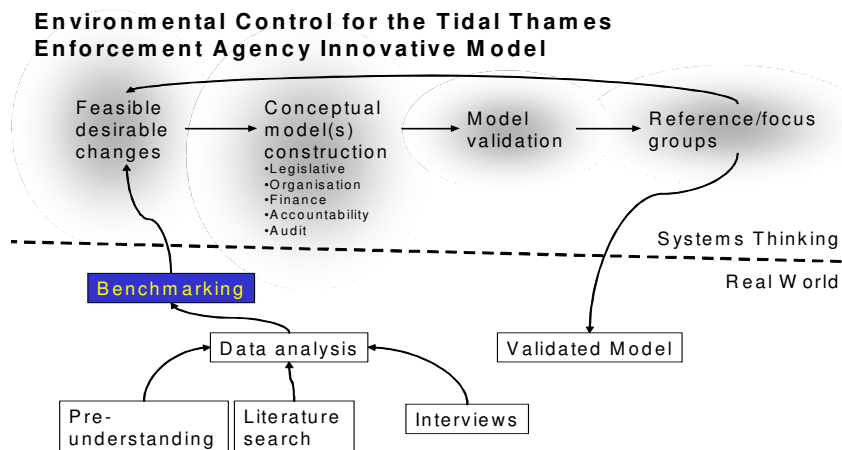 Environmental Control for the Tidal Thames
Enforcement Agency Innovative Model
Feasible
desirable
changes
Conceptual
model(s)
construction
•Legislative
•Organisation
•Finance
•Accountability
•Audit
Model
validation
Reference/focus
groups
Systems Thinking
Real World
Benchmarking
Data analysis
Validated Model
Pre-
understanding
Literature
search
Interviews